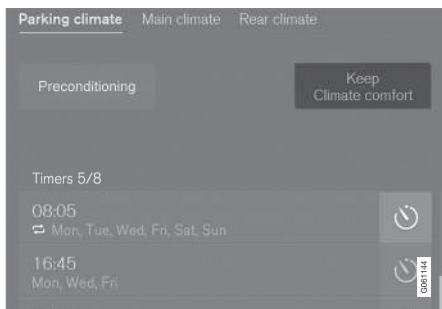 Parking climate Main climate Rear climate
Preconditioning
Keep
Climate comfort
Timers 5/8
08:05
Mon, Tue, Wed, Fri, Sat, Sun
16:45
Mon, Wed, Fri
G061144